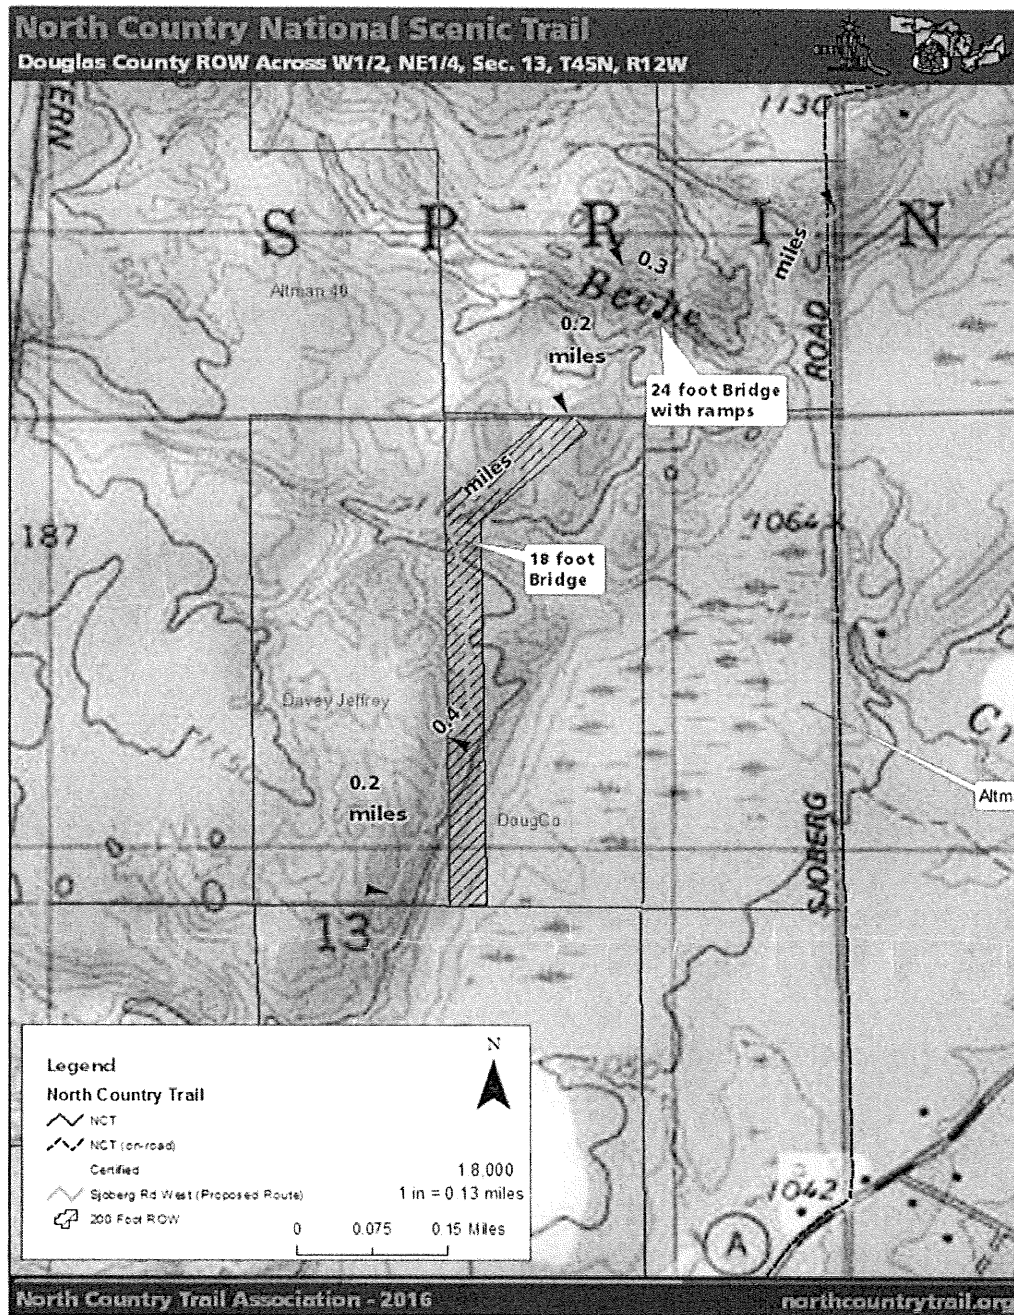 North Country National Scenic Trail
Douglas County ROW Across W1/2, NE1/4, Sec. 13, T45N, R12W
TERN
1130
1100
S P R I N
miles
0.3
Altman 40
Beebe
0.2
miles
ROAD
24 foot Bridge
with ramps
miles
187
1064
18 foot
Bridge
Davey Jeffrey
0.4
1150
0.2
miles
DougCo
Altm
SJOBERG
13
Legend
N
North Country Trail
NCT
NCT (on-road)
Certified
1:8,000
Sjoberg Rd West (Proposed Route)
1 in = 0.13 miles
200 Foot ROW
0 0.075 0.15 Miles
1050
1042
A
North Country Trail Association - 2016
northcountrytrail.org